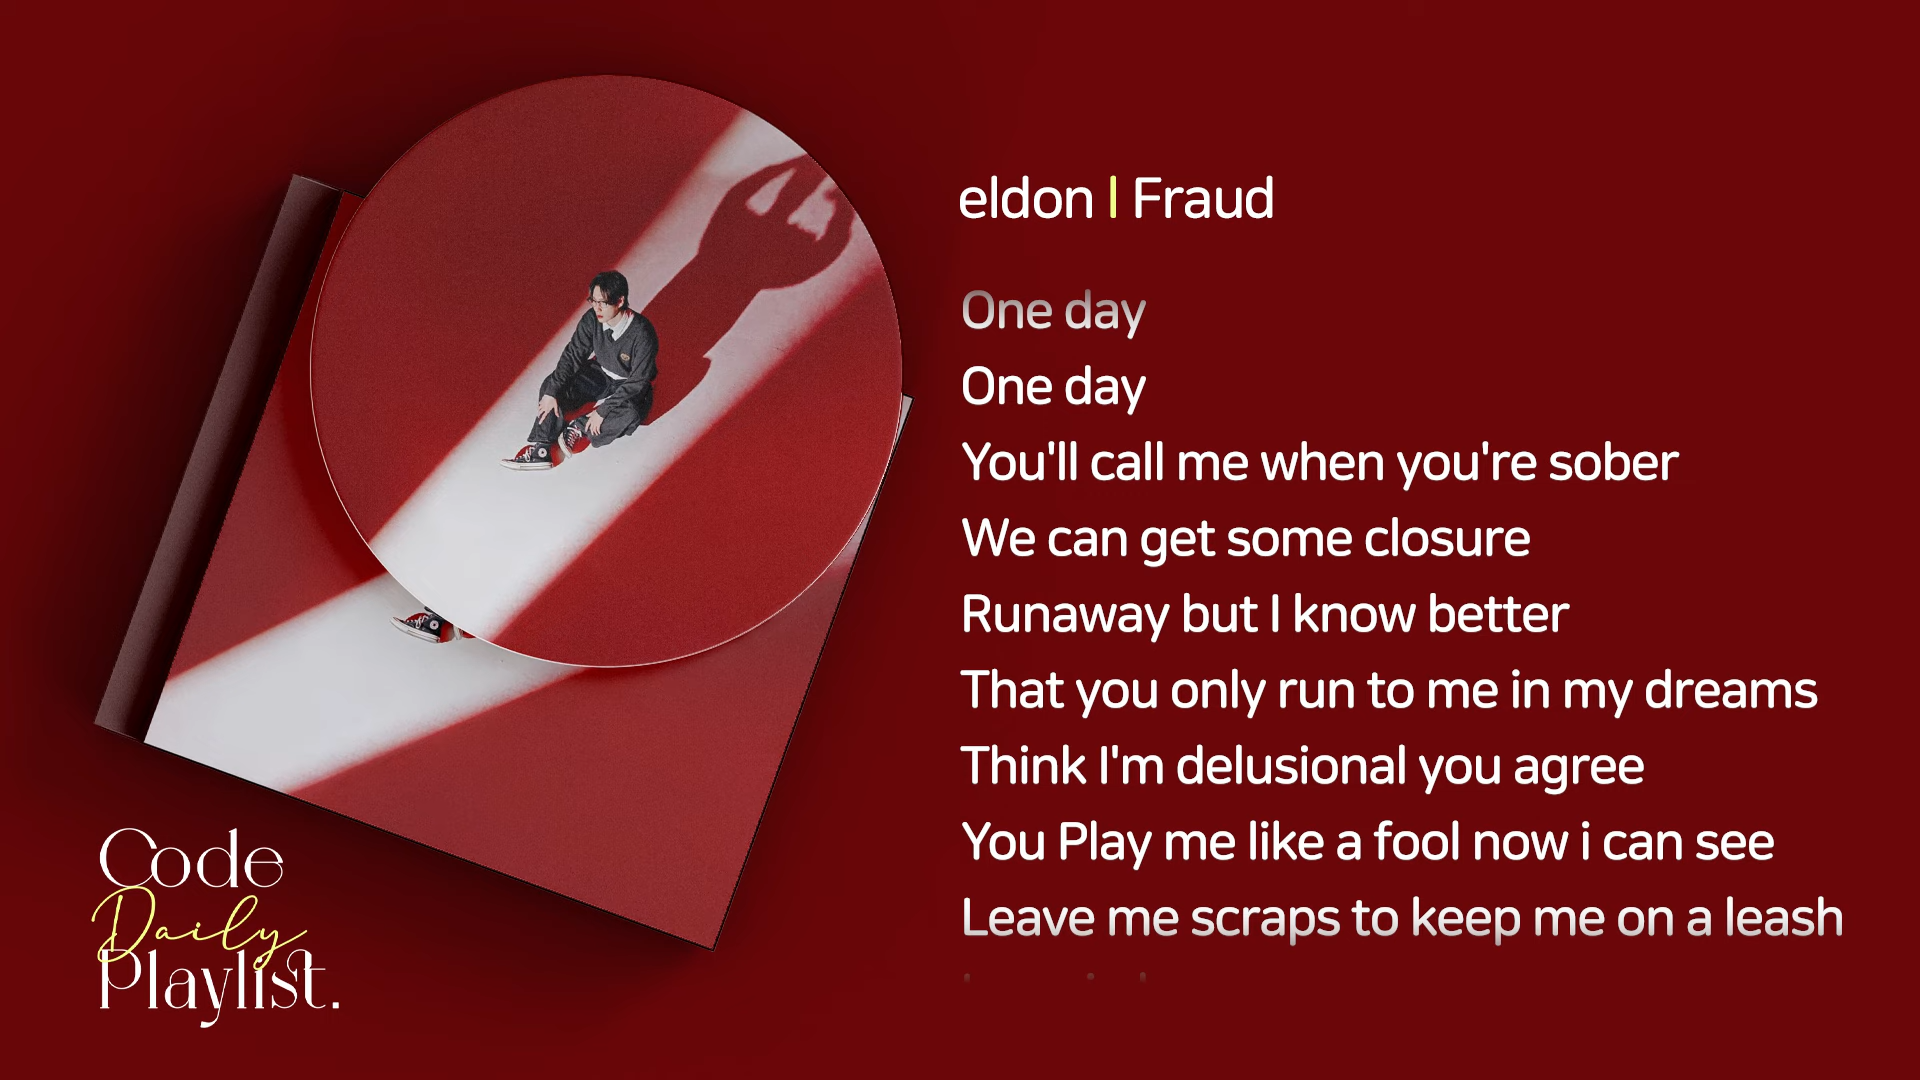 eldon | Fraud
One day
One day
You'll call me when you're sober
We can get some closure
Runaway but I know better
That you only run to me in my dreams
Think I'm delusional you agree
You Play me like a fool now i can see
Leave me scraps to keep me on a leash
Code
Daily
Playlist.